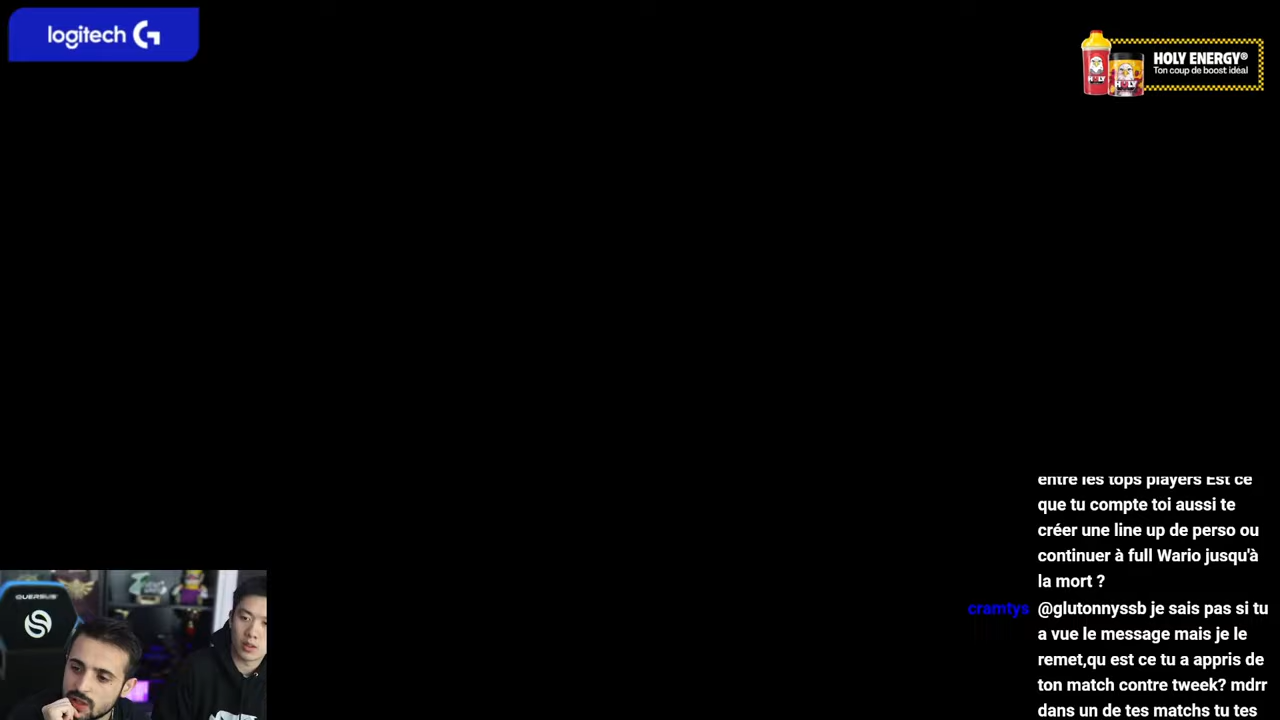 logitech G
HOLY ENERGY®
Ton coup de boost idéal
HOLY
HOLY
entre les tops players Est ce
que tu compte toi aussi te
créer une line up de perso ou
continuer à full Wario jusqu'à
la mort ?
cramtys @glutonnyssb je sais pas si tu
a vue le message mais je le
remet,qu est ce tu a appris de
ton match contre tweek? mdrr
dans un de tes matchs tu tes
QUERSUS